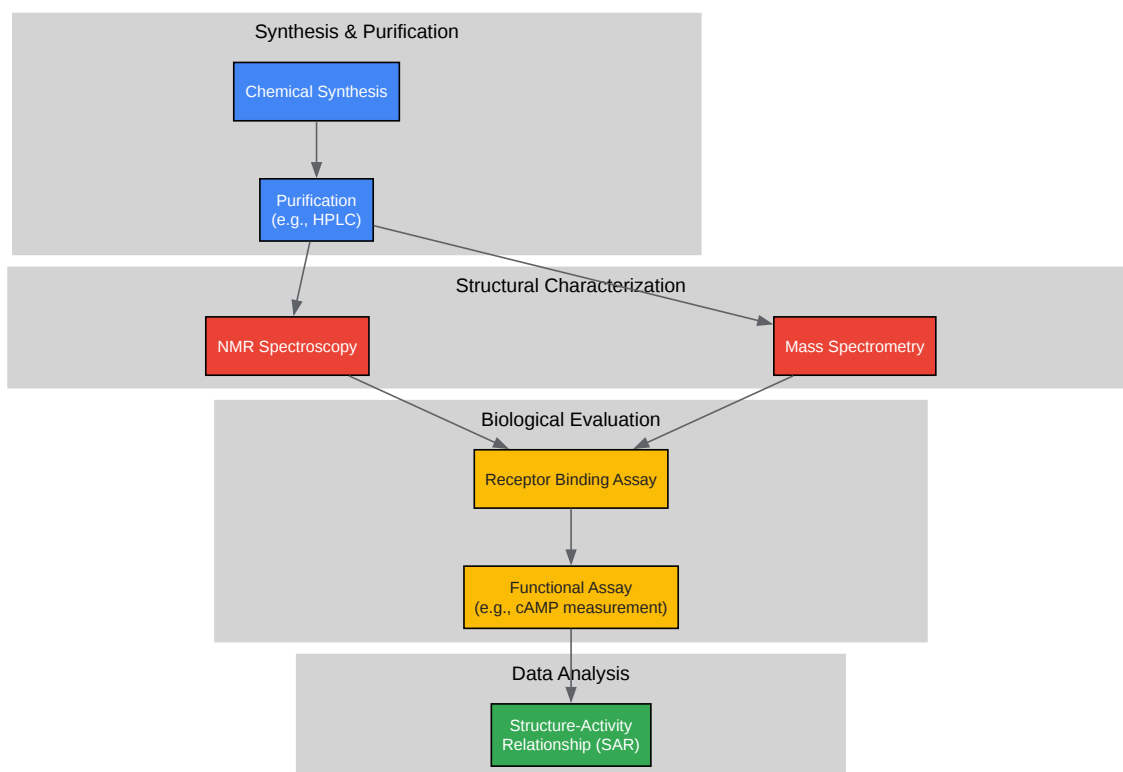 Synthesis & Purification
Chemical Synthesis
Purification
(e.g., HPLC)
Structural Characterization
NMR Spectroscopy
Mass Spectrometry
Biological Evaluation
Receptor Binding Assay
Functional Assay
(e.g., cAMP measurement)
Data Analysis
Structure-Activity
Relationship (SAR)